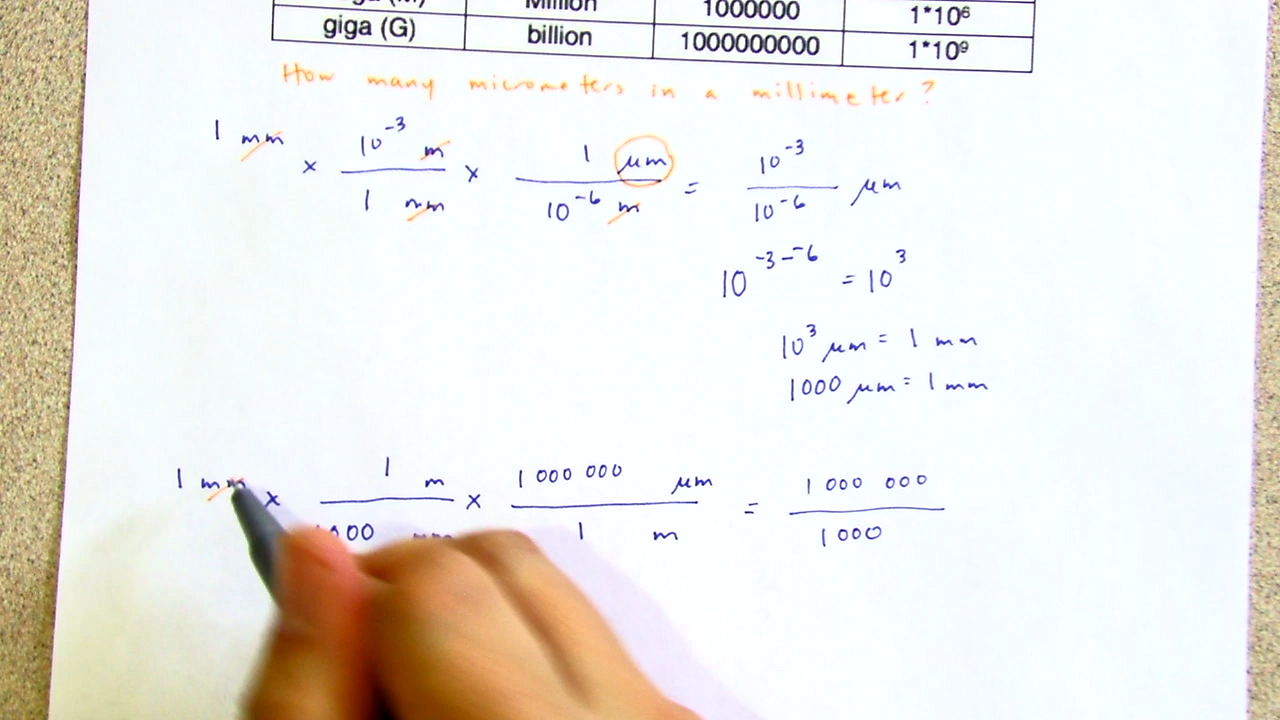 Million 1000000 1*10⁶
giga (G) billion 1000000000 1*10⁹
How many micrometers in a millimeter?
1 mm × 10⁻³ m / 1 mm × 1 μm / 10⁻⁶ m = 10⁻³ / 10⁻⁶ μm
10⁻³⁻⁻⁶ = 10³
10³ μm = 1 mm
1000 μm = 1 mm
1 mm × 1 m / 1000 mm × 1 000 000 μm / 1 m = 1 000 000 / 1000